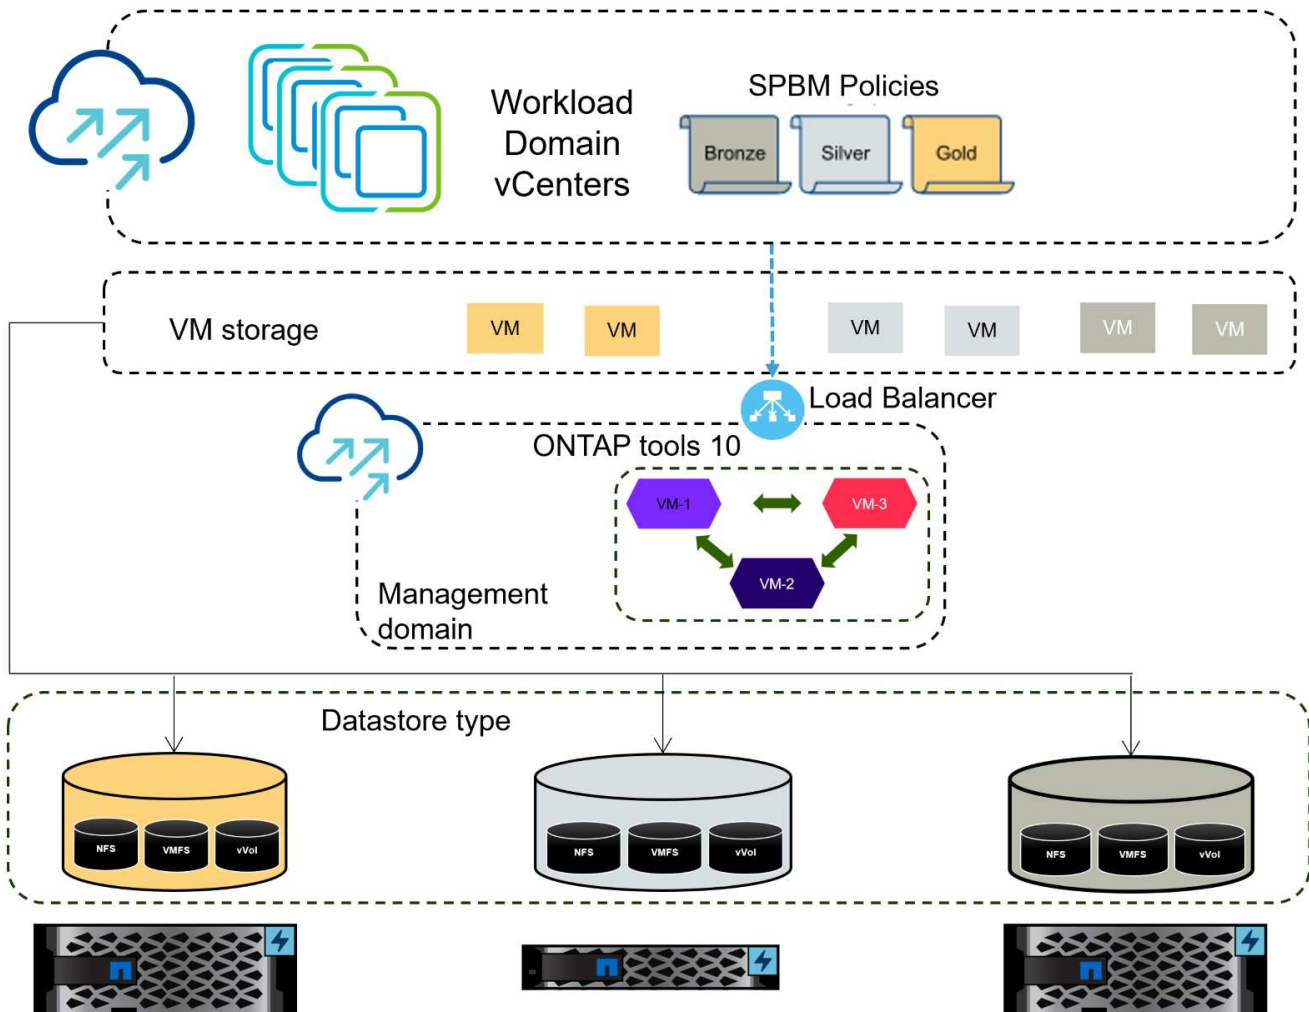 SPBM Policies
Workload
Domain
vCenters
Bronze
Silver
Gold
VM storage
VM
VM
VM
VM
VM
VM
Load Balancer
ONTAP tools 10
VM-1
VM-3
VM-2
Management
domain
Datastore type
NFS
VMFS
vVol
NFS
VMFS
vVol
NFS
VMFS
vVol